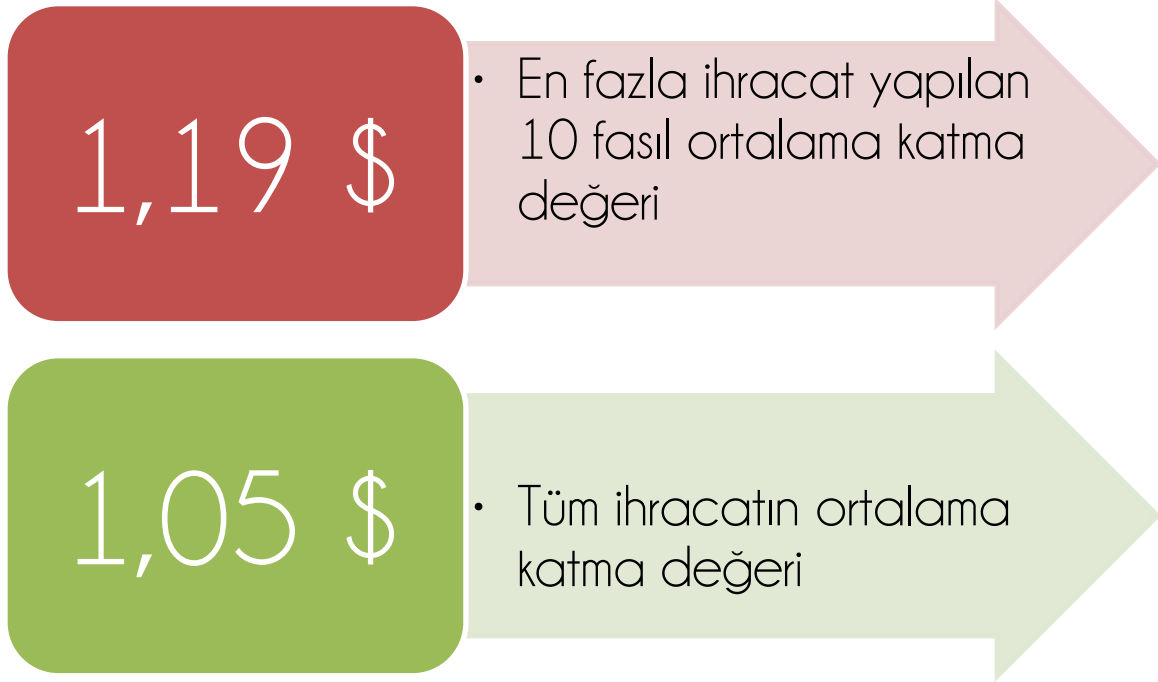 1,19 $
• En fazla ihracat yapılan
10 fasıl ortalama katma
değeri
1,05 $
• Tüm ihracatın ortalama
katma değeri